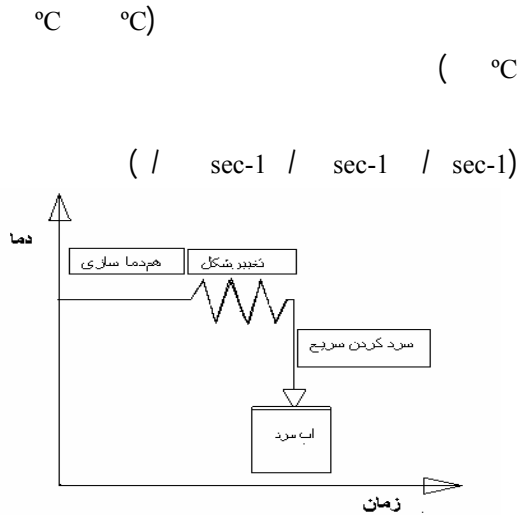 ºC ºC)
( ºC
( / sec-1 / sec-1 / sec-1)
دما
هم‌دما سازی
تغییر شکل
سرد کردن سریع
آب سرد
زمان